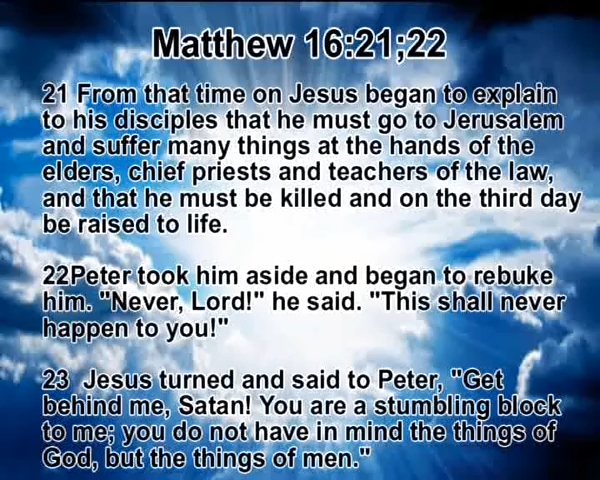 Matthew 16:21;22
21 From that time on Jesus began to explain
to his disciples that he must go to Jerusalem
and suffer many things at the hands of the
elders, chief priests and teachers of the law,
and that he must be killed and on the third day
be raised to life.
22Peter took him aside and began to rebuke
him. "Never, Lord!" he said. "This shall never
happen to you!"
23  Jesus turned and said to Peter, "Get
behind me, Satan! You are a stumbling block
to me; you do not have in mind the things of
God, but the things of men."